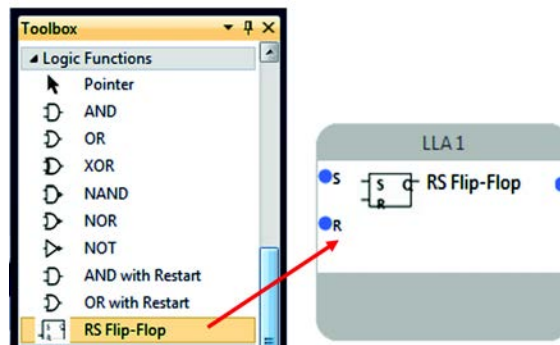 Toolbox
Logic Functions
Pointer
AND
OR
XOR
NAND
NOR
NOT
AND with Restart
OR with Restart
RS Flip-Flop
LLA 1
S
S Q RS Flip-Flop
R
R